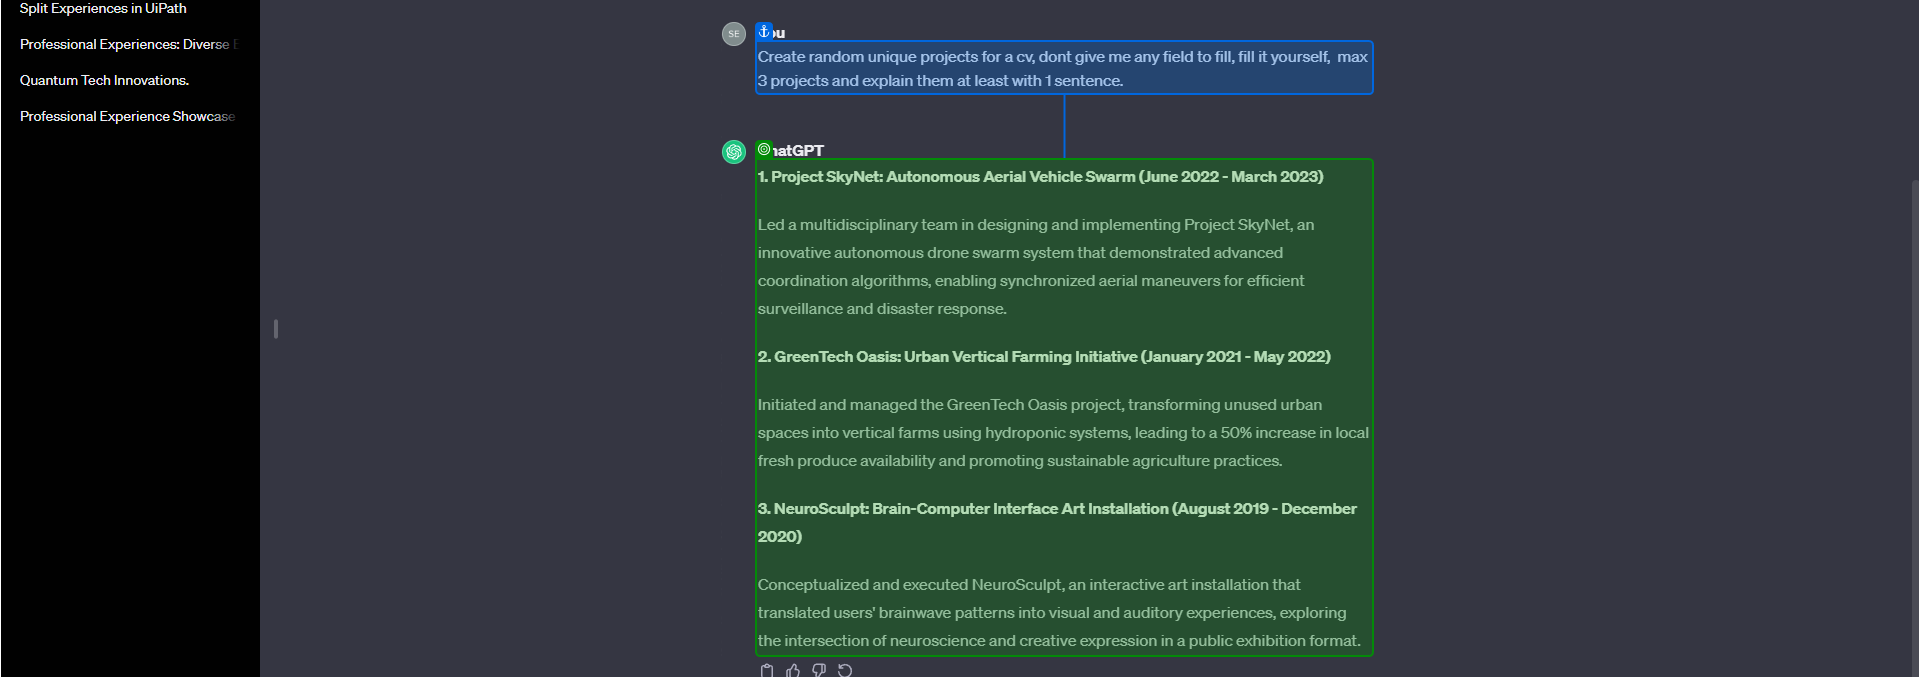 Split Experiences in UiPath
Professional Experiences: Diverse
Quantum Tech Innovations.
Professional Experience Showcase
SE
ou
Create random unique projects for a cv, dont give me any field to fill, fill it yourself,  max
3 projects and explain them at least with 1 sentence.
hatGPT
1. Project SkyNet: Autonomous Aerial Vehicle Swarm (June 2022 - March 2023)
Led a multidisciplinary team in designing and implementing Project SkyNet, an
innovative autonomous drone swarm system that demonstrated advanced
coordination algorithms, enabling synchronized aerial maneuvers for efficient
surveillance and disaster response.
2. GreenTech Oasis: Urban Vertical Farming Initiative (January 2021 - May 2022)
Initiated and managed the GreenTech Oasis project, transforming unused urban
spaces into vertical farms using hydroponic systems, leading to a 50% increase in local
fresh produce availability and promoting sustainable agriculture practices.
3. NeuroSculpt: Brain-Computer Interface Art Installation (August 2019 - December
2020)
Conceptualized and executed NeuroSculpt, an interactive art installation that
translated users' brainwave patterns into visual and auditory experiences, exploring
the intersection of neuroscience and creative expression in a public exhibition format.